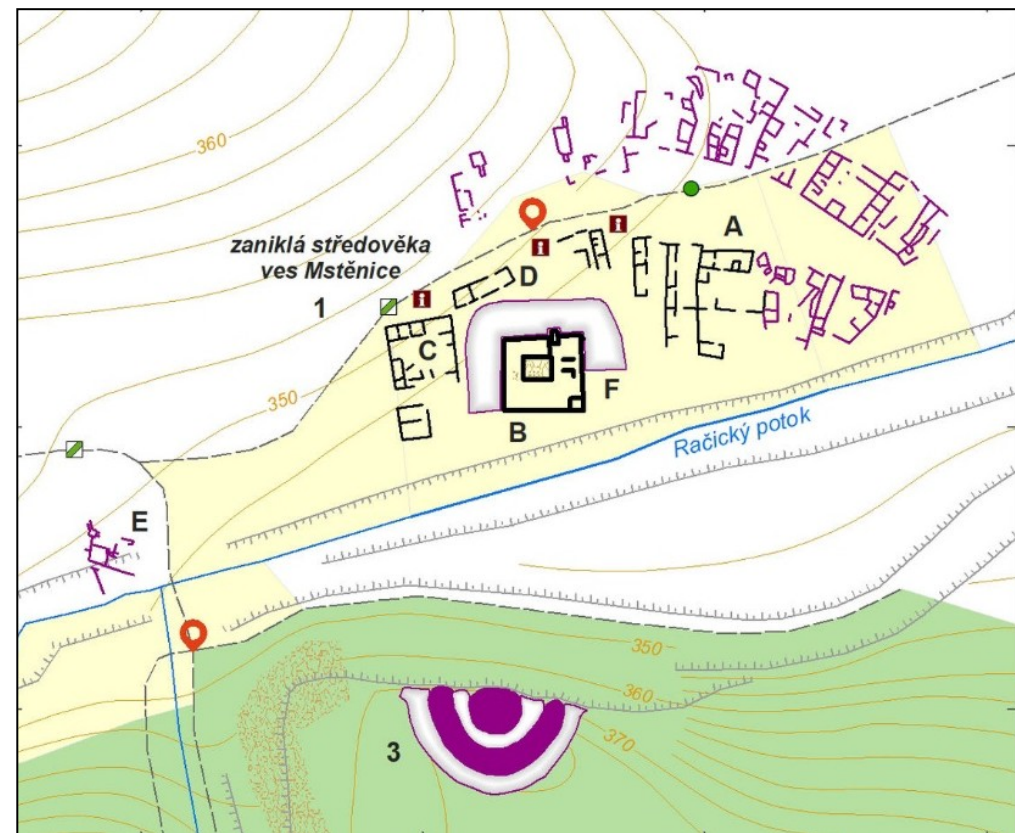 360
A
zaniklá středověka
ves Mstěnice
1
D
C
350
F
B
Račický potok
E
350
360
370
3